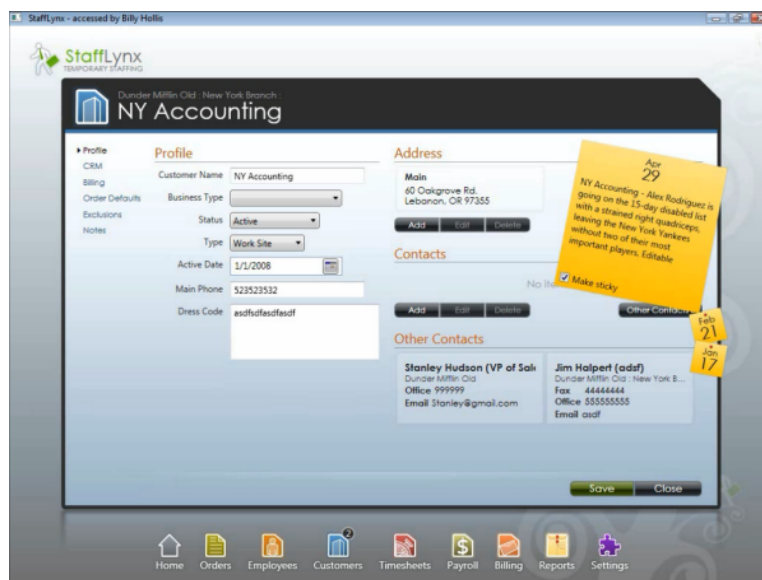 StaffLynx - accessed by Billy Hollis
StaffLynx
TEMPORARY STAFFING
Dunder Mifflin Old : New York Branch :
NY Accounting
Profile
CRM
Billing
Order Defaults
Exclusions
Notes
Profile
Customer Name NY Accounting
Business Type
Status Active
Type Work Site
Active Date 1/1/2008
Main Phone 523523532
Dress Code asdfsdfasdfasdf
Address
Main
60 Oakgrove Rd.
Lebanon, OR 97355
Add Edit Delete
Contacts
No
Add Edit Delete
Other Contacts
Other Contacts
Stanley Hudson (VP of Sale
Dunder Mifflin Old
Office 999999
Email Stanley@gmail.com
Jim Halpert (adsf)
Dunder Mifflin Old : New York B...
Fax 44444444
Office 555555555
Email asdf
Apr
29
NY Accounting - Alex Rodriguez is
going on the 15-day disabled list
with a strained right quadriceps,
leaving the New York Yankees
without two of their most
important players. Editable
Make sticky
Feb
21
Jan
17
Save Close
2
Home Orders Employees Customers Timesheets Payroll Billing Reports Settings